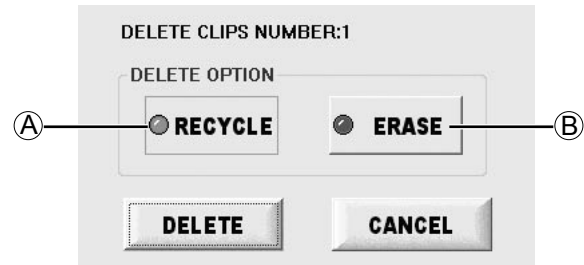 DELETE CLIPS NUMBER:1
DELETE OPTION
Ⓐ RECYCLE ERASE Ⓑ
DELETE CANCEL